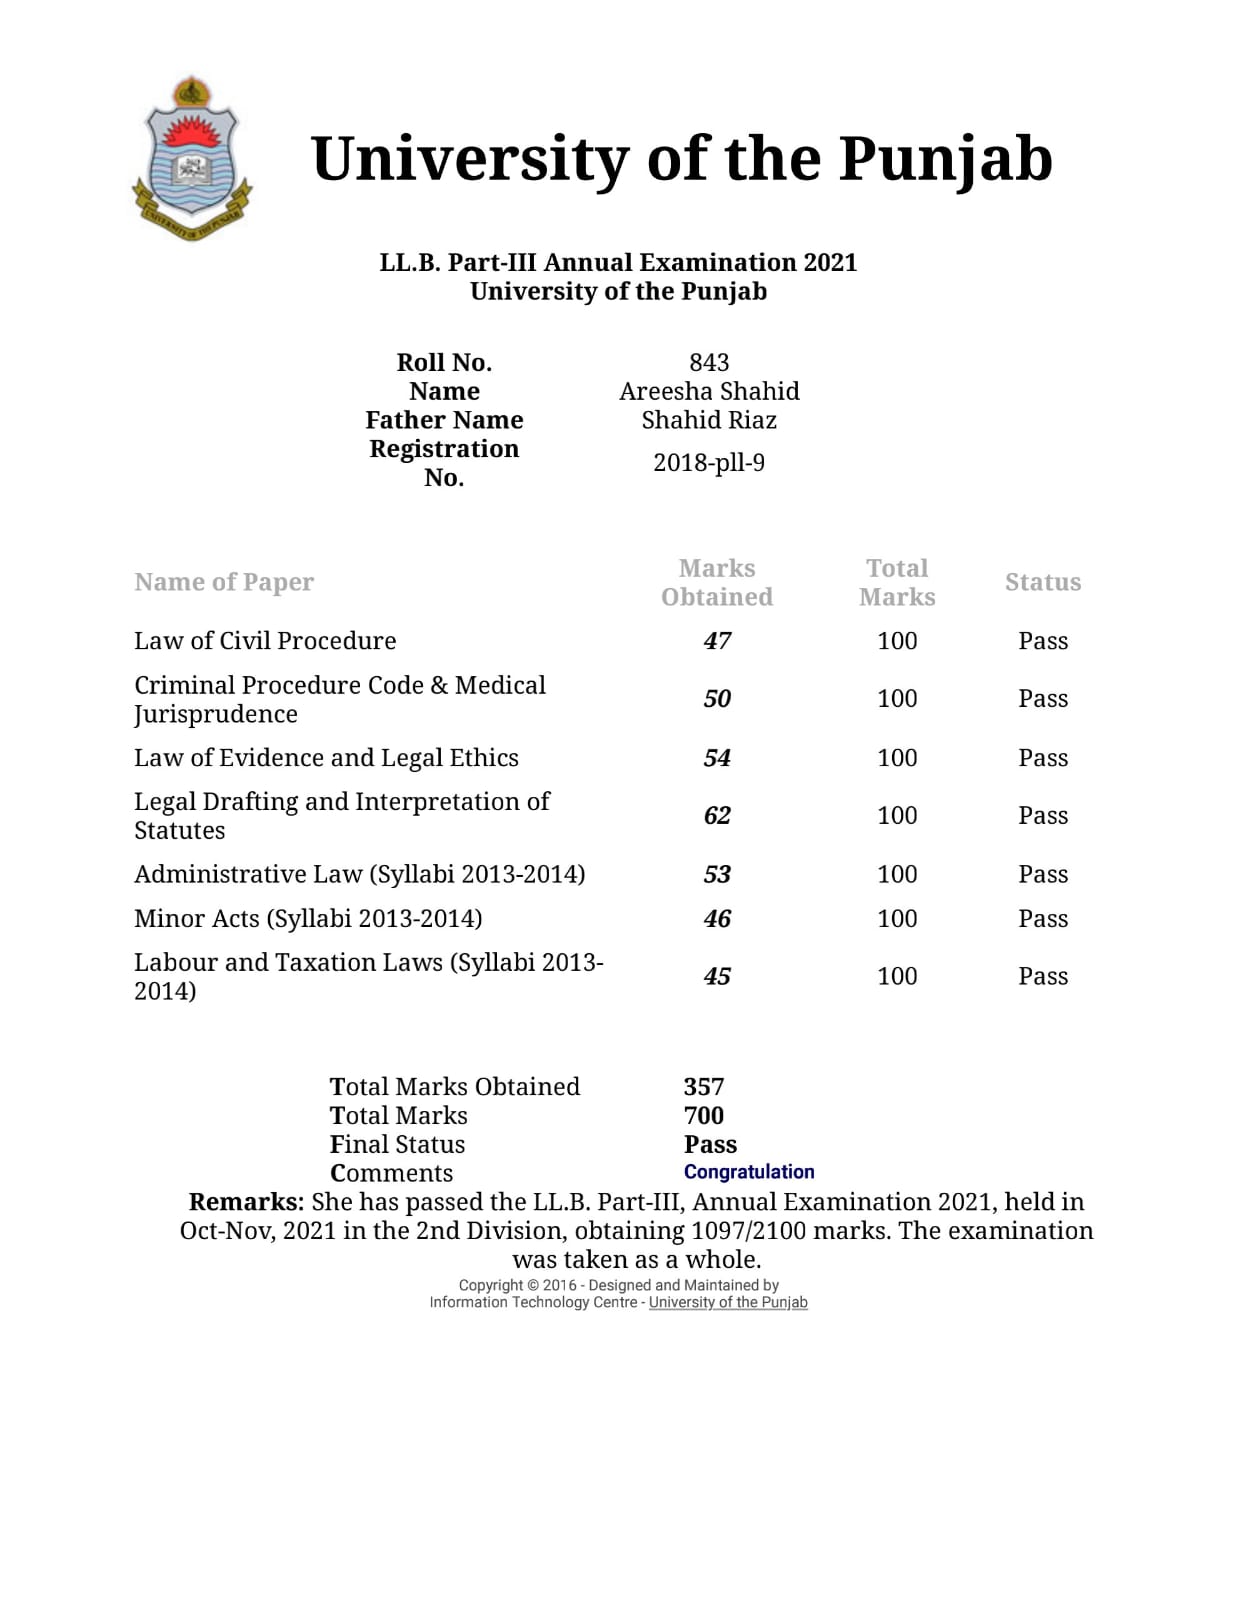 University of the Punjab
UNIVERSITY OF THE PUNJAB
LL.B. Part-III Annual Examination 2021
University of the Punjab
Roll No. 843
Name Areesha Shahid
Father Name Shahid Riaz
Registration
No. 2018-pll-9
Name of Paper Marks Obtained Total Marks Status
Law of Civil Procedure 47 100 Pass
Criminal Procedure Code & Medical
Jurisprudence 50 100 Pass
Law of Evidence and Legal Ethics 54 100 Pass
Legal Drafting and Interpretation of
Statutes 62 100 Pass
Administrative Law (Syllabi 2013-2014) 53 100 Pass
Minor Acts (Syllabi 2013-2014) 46 100 Pass
Labour and Taxation Laws (Syllabi 2013-
2014) 45 100 Pass
Total Marks Obtained 357
Total Marks 700
Final Status Pass
Comments Congratulation
Remarks: She has passed the LL.B. Part-III, Annual Examination 2021, held in
Oct-Nov, 2021 in the 2nd Division, obtaining 1097/2100 marks. The examination
was taken as a whole.
Copyright © 2016 - Designed and Maintained by
Information Technology Centre - University of the Punjab